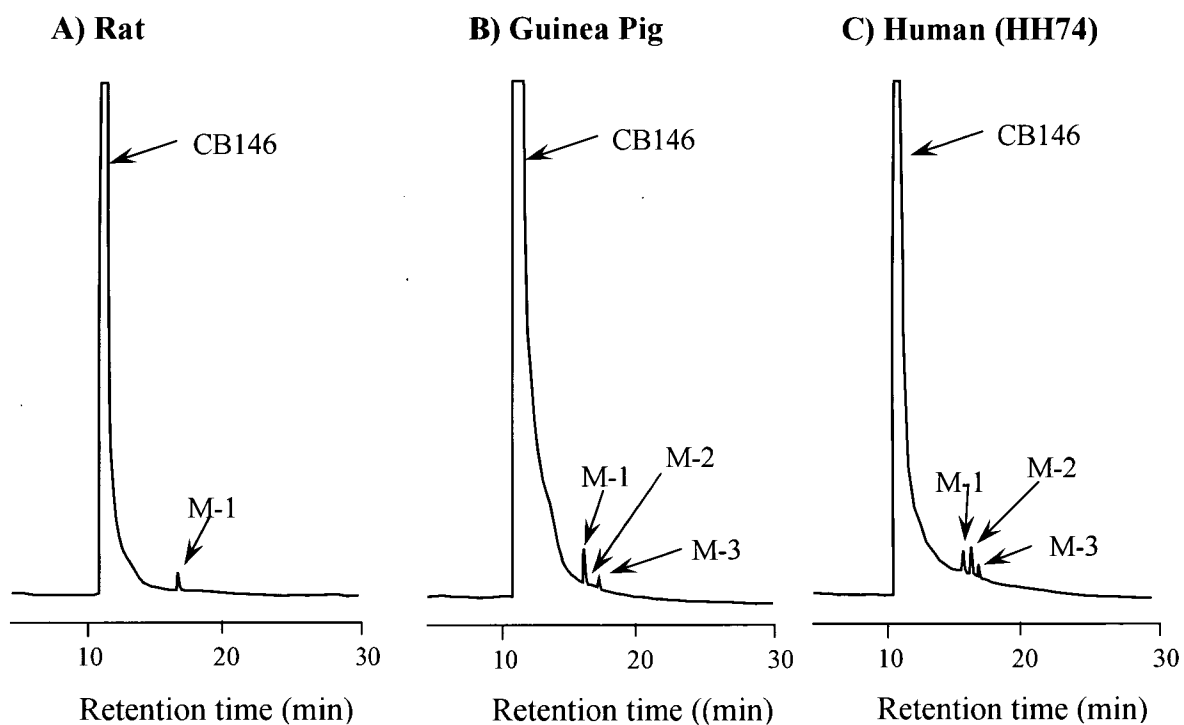 A) Rat
CB146
M-1
10 20 30
Retention time (min)
B) Guinea Pig
CB146
M-2
M-1
M-3
10 20 30
Retention time ((min)
C) Human (HH74)
CB146
M-1
M-2
M-3
10 20 30
Retention time (min)